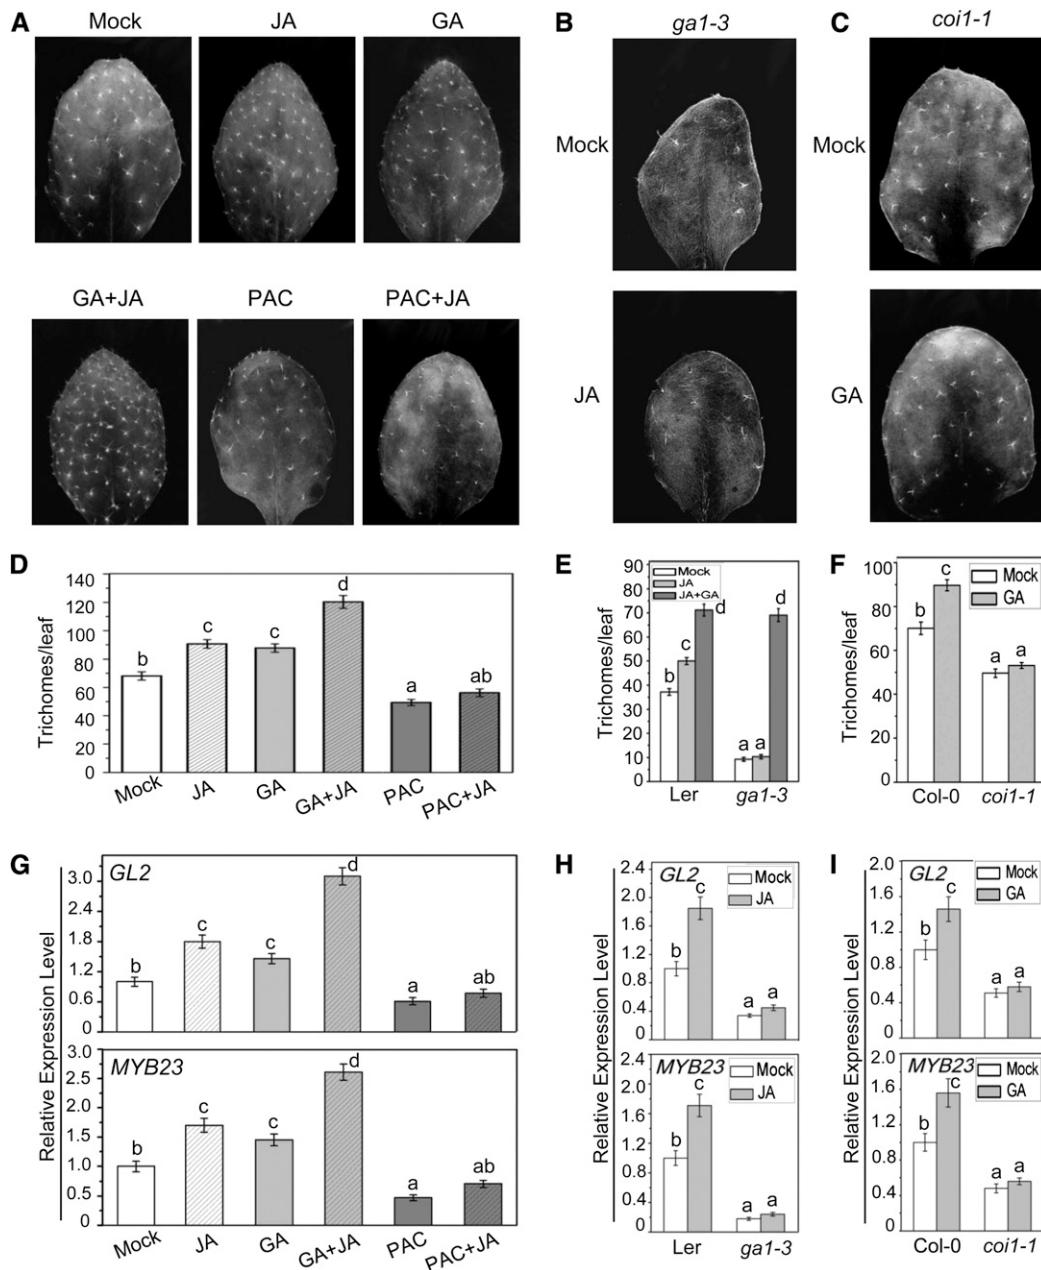 A
Mock
JA
GA
B
ga1-3
C
coi1-1
Mock
Mock
GA+JA
PAC
PAC+JA
JA
GA
D
Trichomes/leaf
140
120
100
80
60
40
20
0
b
c
c
d
a
ab
Mock
JA
GA
GA+JA
PAC
PAC+JA
E
Trichomes/leaf
90
80
70
60
50
40
30
20
10
0
Mock
JA
JA+GA
b
c
d
a
a
d
Ler
ga1-3
F
Trichomes/leaf
100
80
60
40
20
0
Mock
GA
b
c
a
a
Col-0
coi1-1
G
Relative Expression Level
GL2
3.0
2.4
1.8
1.2
0.6
0
b
c
c
d
a
ab
MYB23
3.0
2.5
2.0
1.5
1.0
0.5
0
b
c
c
d
a
ab
Mock
JA
GA
GA+JA
PAC
PAC+JA
H
Relative Expression Level
GL2
2.4
2.0
1.6
1.2
0.8
0.4
0
Mock
JA
b
c
a
a
MYB23
2.4
2.0
1.6
1.2
0.8
0.4
0
Mock
JA
b
c
a
a
Ler
ga1-3
I
Relative Expression Level
GL2
2.0
1.6
1.2
0.8
0.4
0
Mock
GA
b
c
a
a
MYB23
2.0
1.6
1.2
0.8
0.4
0
Mock
GA
b
c
a
a
Col-0
coi1-1